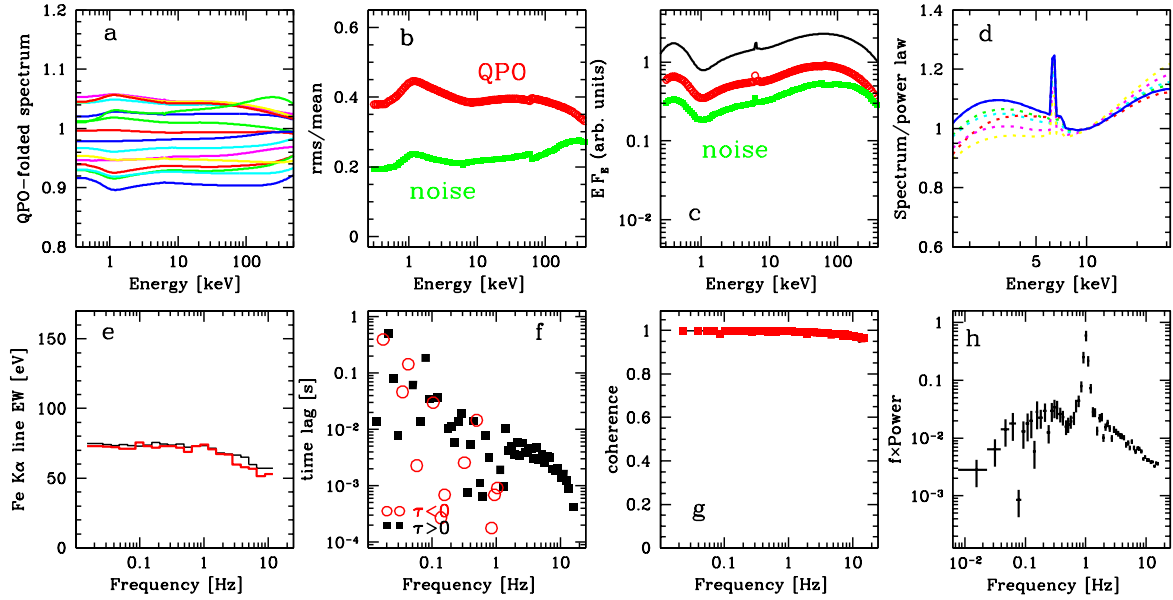 a
QPO-folded spectrum
1.2
1.1
1
0.9
0.8
1
10
100
Energy [keV]
b
rms/mean
0.6
0.4
0.2
0
QPO
noise
1
10
100
Energy [keV]
c
E F_E (arb. units)
1
0.1
10⁻²
noise
1
10
100
Energy [keV]
d
Spectrum/power law
1.4
1.2
1
0.8
0.6
5
10
Energy [keV]
e
Fe Kα line EW [eV]
150
100
50
0
0.1
1
10
Frequency [Hz]
f
time lag [s]
1
0.1
10⁻²
10⁻³
10⁻⁴
τ<0
τ>0
0.1
1
10
Frequency [Hz]
g
coherence
1
0.8
0.6
0.4
0.2
0
0.1
1
10
Frequency [Hz]
h
f×Power
1
0.1
10⁻²
10⁻³
10⁻²
0.1
1
10
Frequency [Hz]